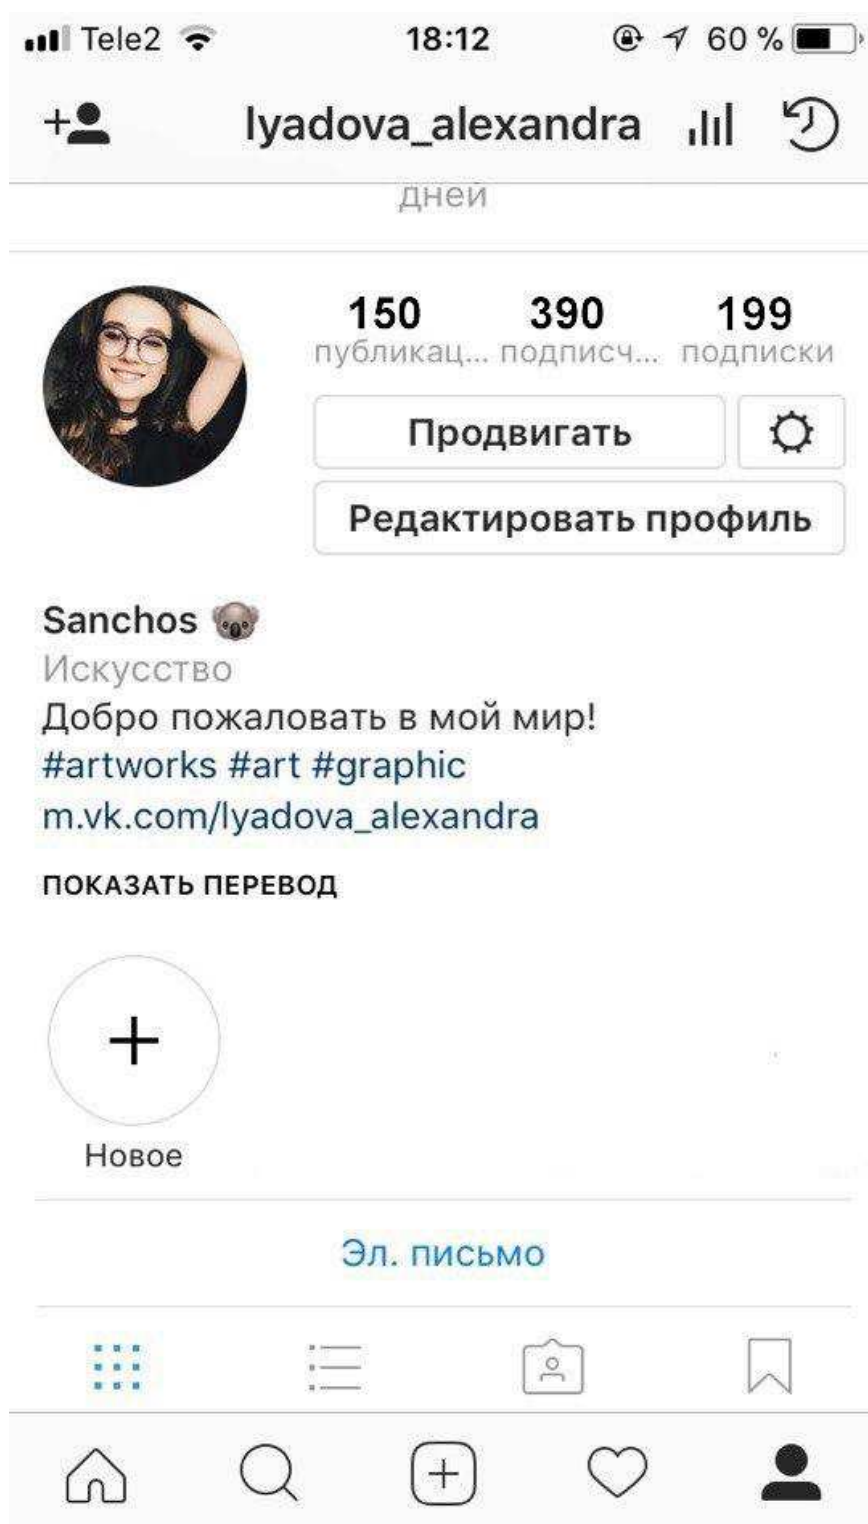 Tele2 18:12 60 %
lyadova_alexandra
дней
150 390 199
публикац... подписч... подписки
Продвигать
Редактировать профиль
Sanchos
Искусство
Добро пожаловать в мой мир!
#artworks #art #graphic
m.vk.com/lyadova_alexandra
ПОКАЗАТЬ ПЕРЕВОД
Новое
Эл. письмо